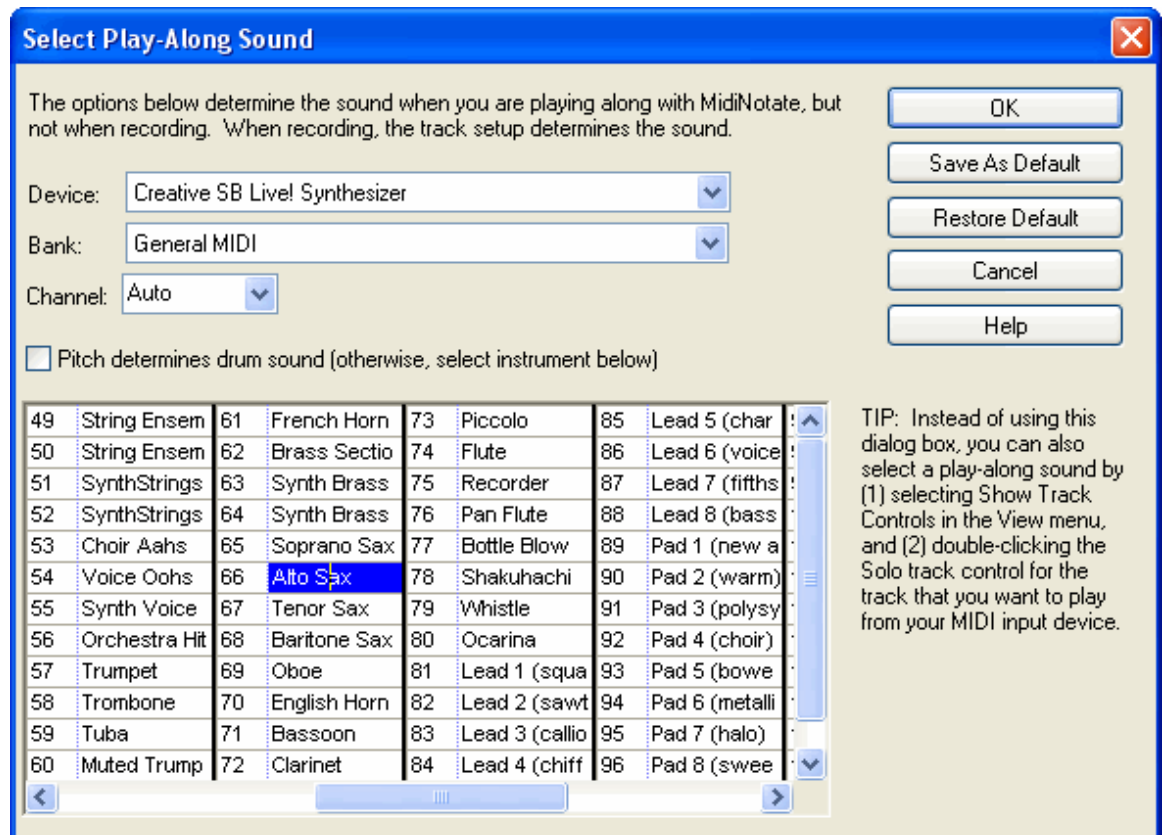 Select Play-Along Sound
The options below determine the sound when you are playing along with MidiNotate, but
not when recording. When recording, the track setup determines the sound.
OK
Save As Default
Restore Default
Cancel
Help
Device: Creative SB Live! Synthesizer
Bank: General MIDI
Channel: Auto
Pitch determines drum sound (otherwise, select instrument below)
49 String Ensem 61 French Horn 73 Piccolo 85 Lead 5 (char
50 String Ensem 62 Brass Sectio 74 Flute 86 Lead 6 (voice
51 SynthStrings 63 Synth Brass 75 Recorder 87 Lead 7 (fifths
52 SynthStrings 64 Synth Brass 76 Pan Flute 88 Lead 8 (bass
53 Choir Aahs 65 Soprano Sax 77 Bottle Blow 89 Pad 1 (new a
54 Voice Oohs 66 Alto Sax 78 Shakuhachi 90 Pad 2 (warm)
55 Synth Voice 67 Tenor Sax 79 Whistle 91 Pad 3 (polysy
56 Orchestra Hit 68 Baritone Sax 80 Ocarina 92 Pad 4 (choir)
57 Trumpet 69 Oboe 81 Lead 1 (squa 93 Pad 5 (bowe
58 Trombone 70 English Horn 82 Lead 2 (sawt 94 Pad 6 (metalli
59 Tuba 71 Bassoon 83 Lead 3 (callio 95 Pad 7 (halo)
60 Muted Trump 72 Clarinet 84 Lead 4 (chiff 96 Pad 8 (swee
TIP: Instead of using this
dialog box, you can also
select a play-along sound by
(1) selecting Show Track
Controls in the View menu,
and (2) double-clicking the
Solo track control for the
track that you want to play
from your MIDI input device.